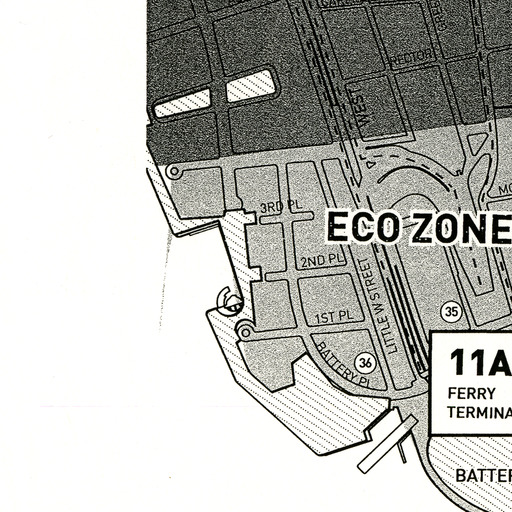 RECTOR
WEST
3RD PL
ECO ZONE
2ND PL
LITTLE W STREET
1ST PL
35
BATTERY PL
36
11A
FERRY
TERMINA
BATTER